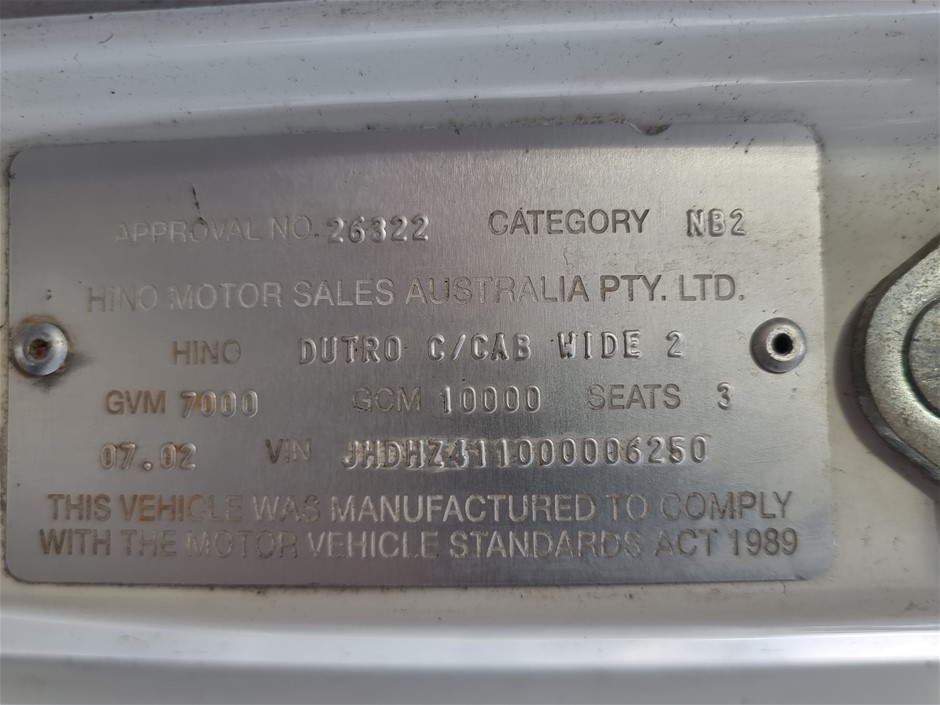 APPROVAL NO. 26322 CATEGORY NB2
HINO MOTOR SALES AUSTRALIA PTY. LTD.
HINO DUTRO C/CAB WIDE 2
GVM 7000 GCM 10000 SEATS 3
07.02 VIN JHDHZ411000006250
THIS VEHICLE WAS MANUFACTURED TO COMPLY
WITH THE MOTOR VEHICLE STANDARDS ACT 1989